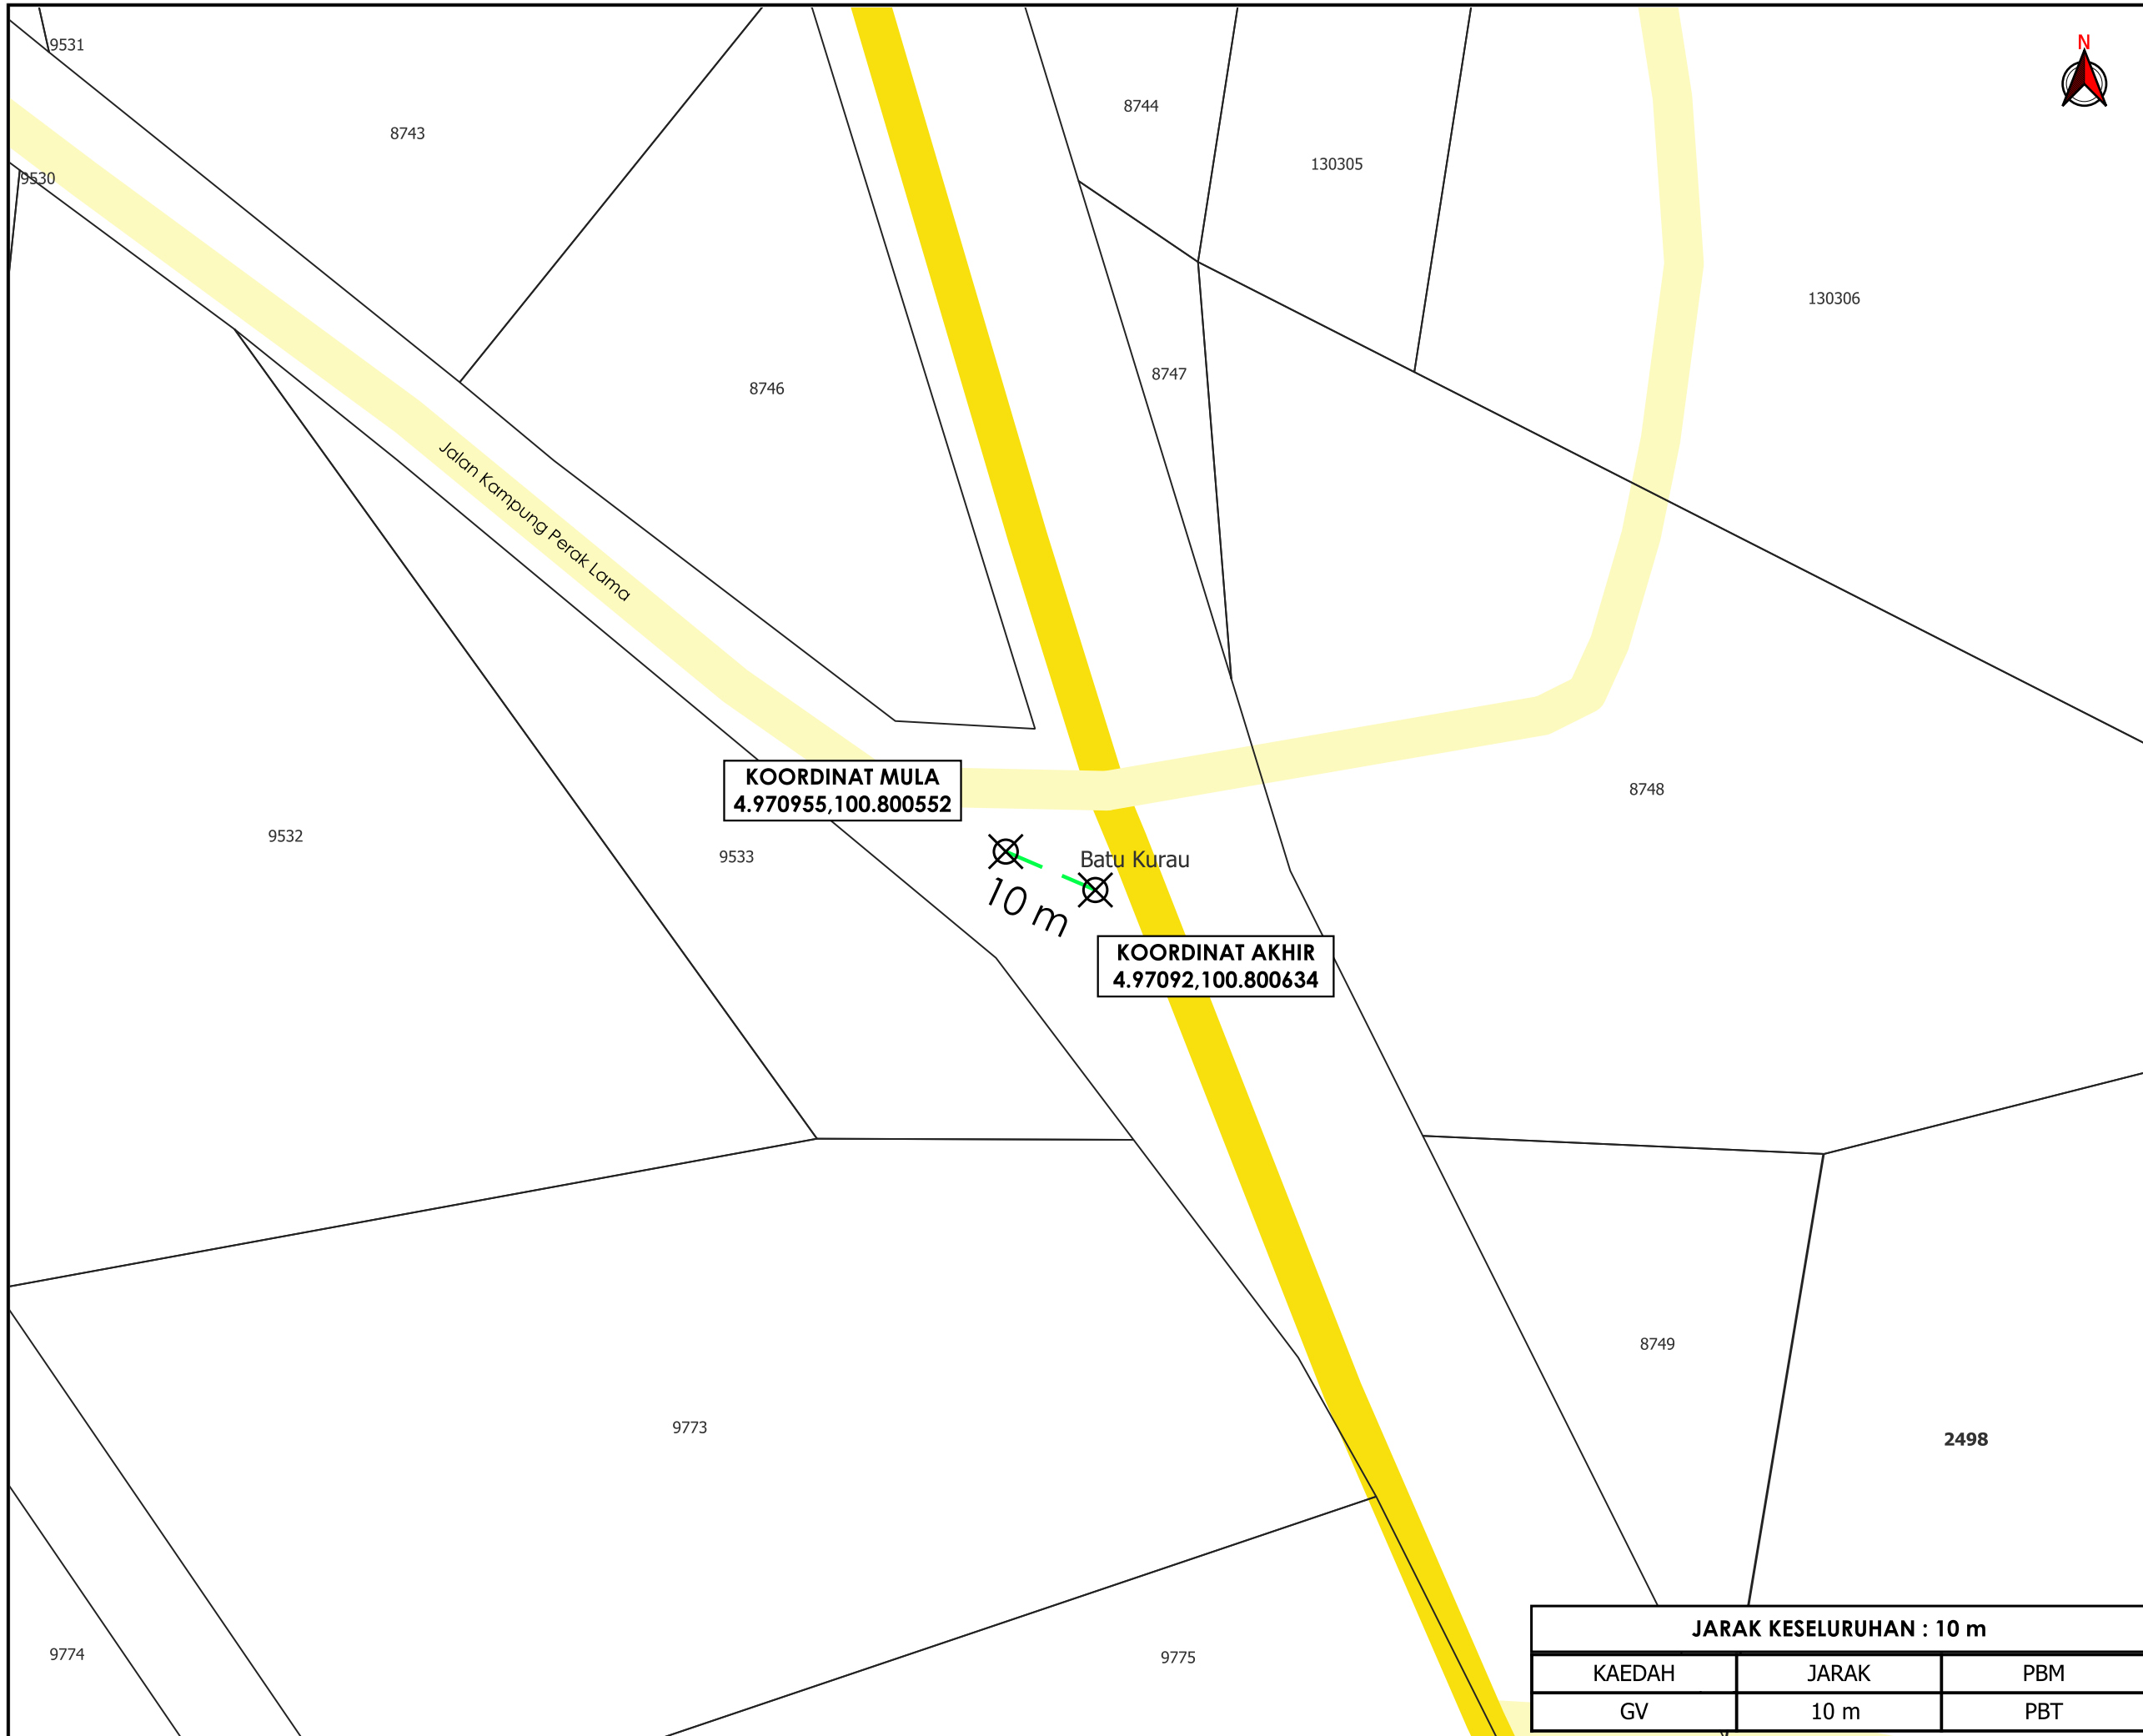 N
9531
8744
8743
130305
9530
130306
8747
8746
Jalan Kampung Perak Lama
KOORDINAT MULA
4.970955,100.800552
8748
9532
9533
Batu Kurau
10 m
KOORDINAT AKHIR
4.97092,100.800634
8749
9773
2498
9774
9775
JARAK KESELURUHAN : 10 m
KAEDAH JARAK PBM
GV 10 m PBT